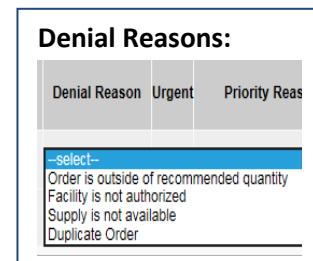 Denial Reasons:
Denial Reason Urgent Priority Reas
--select--
Order is outside of recommended quantity
Facility is not authorized
Supply is not available
Duplicate Order